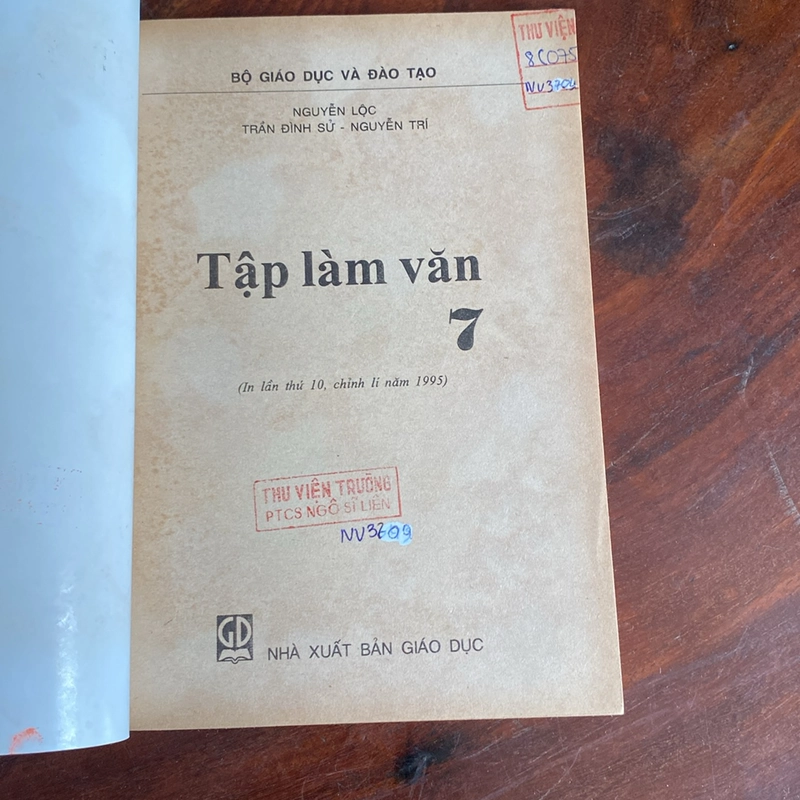 THƯ VIỆN
BỘ GIÁO DỤC VÀ ĐÀO TẠO
NGUYỄN LỘC
TRẦN ĐÌNH SỬ - NGUYỄN TRÍ
Tập làm văn
7
(In lần thứ 10, chỉnh lí năm 1995)
THƯ VIỆN TRƯỜNG
PTCS NGÔ SĨ LIÊN
GD
NHÀ XUẤT BẢN GIÁO DỤC